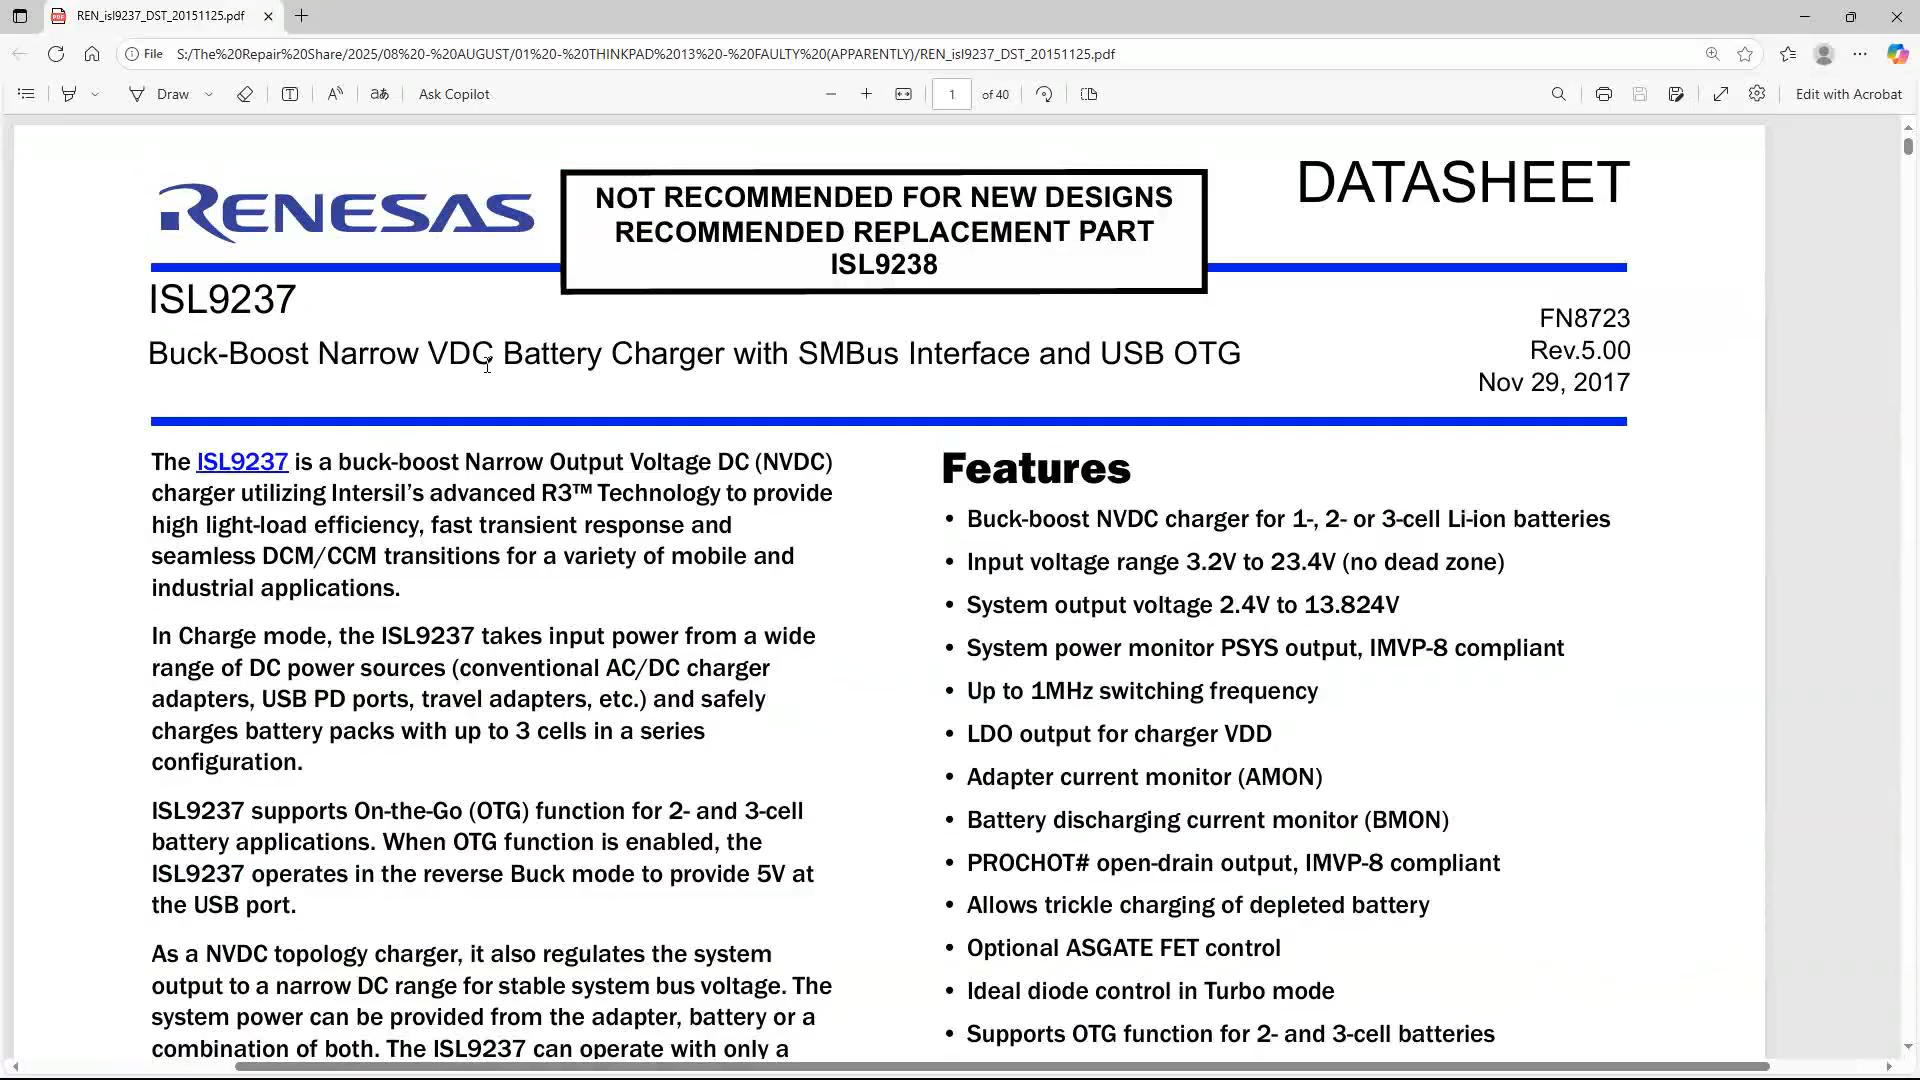 REN_isl9237_DST_20151125.pdf
File S:/The%20Repair%20Share/2025/08%20-%20AUGUST/01%20-%20THINKPAD%2013%20-%20FAULTY%20(APPARENTLY)/REN_isl9237_DST_20151125.pdf
Draw
aあ
Ask Copilot
1 of 40
Edit with Acrobat
RENESAS
NOT RECOMMENDED FOR NEW DESIGNS
RECOMMENDED REPLACEMENT PART
ISL9238
DATASHEET
ISL9237
Buck-Boost Narrow VDC Battery Charger with SMBus Interface and USB OTG
FN8723
Rev.5.00
Nov 29, 2017
The ISL9237 is a buck-boost Narrow Output Voltage DC (NVDC)
charger utilizing Intersil's advanced R3™ Technology to provide
high light-load efficiency, fast transient response and
seamless DCM/CCM transitions for a variety of mobile and
industrial applications.
In Charge mode, the ISL9237 takes input power from a wide
range of DC power sources (conventional AC/DC charger
adapters, USB PD ports, travel adapters, etc.) and safely
charges battery packs with up to 3 cells in a series
configuration.
ISL9237 supports On-the-Go (OTG) function for 2- and 3-cell
battery applications. When OTG function is enabled, the
ISL9237 operates in the reverse Buck mode to provide 5V at
the USB port.
As a NVDC topology charger, it also regulates the system
output to a narrow DC range for stable system bus voltage. The
system power can be provided from the adapter, battery or a
combination of both. The ISL9237 can operate with only a
Features
• Buck-boost NVDC charger for 1-, 2- or 3-cell Li-ion batteries
• Input voltage range 3.2V to 23.4V (no dead zone)
• System output voltage 2.4V to 13.824V
• System power monitor PSYS output, IMVP-8 compliant
• Up to 1MHz switching frequency
• LDO output for charger VDD
• Adapter current monitor (AMON)
• Battery discharging current monitor (BMON)
• PROCHOT# open-drain output, IMVP-8 compliant
• Allows trickle charging of depleted battery
• Optional ASGATE FET control
• Ideal diode control in Turbo mode
• Supports OTG function for 2- and 3-cell batteries